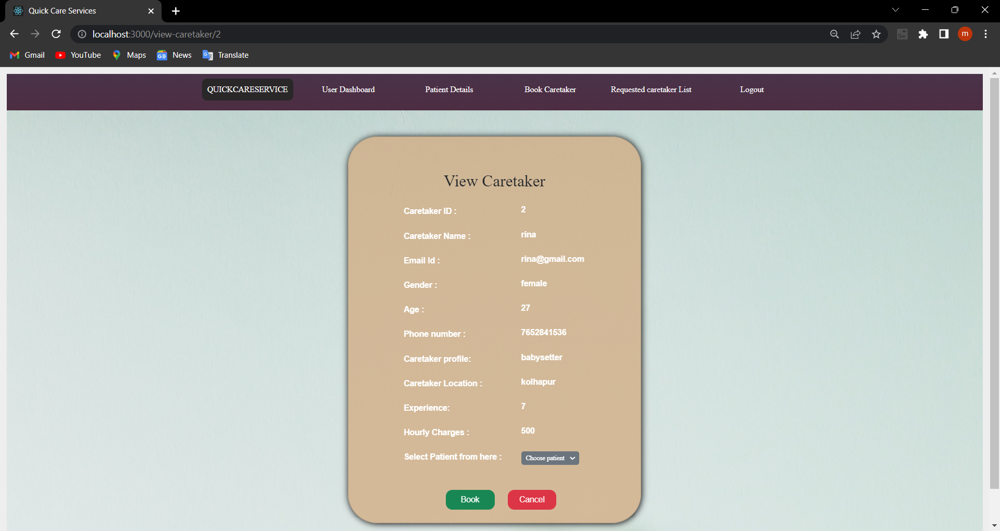 Quick Care Services
localhost:3000/view-caretaker/2
Se
m
Gmail YouTube Maps News Translate
QUICKCARESERVICE User Dashboard Patient Details Book Caretaker Requested caretaker List Logout
View Caretaker
Caretaker ID : 2
Caretaker Name : rina
Email Id : rina@gmail.com
Gender : female
Age : 27
Phone number : 7652841536
Caretaker profile: babysetter
Caretaker Location : kolhapur
Experience: 7
Hourly Charges : 500
Select Patient from here : Choose patient
Book Cancel